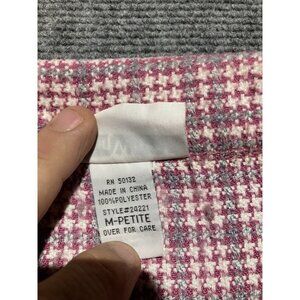 RN 50132
MADE IN CHINA
100%POLYESTER
STYLE#24221
M-PETITE
OVER FOR CARE.